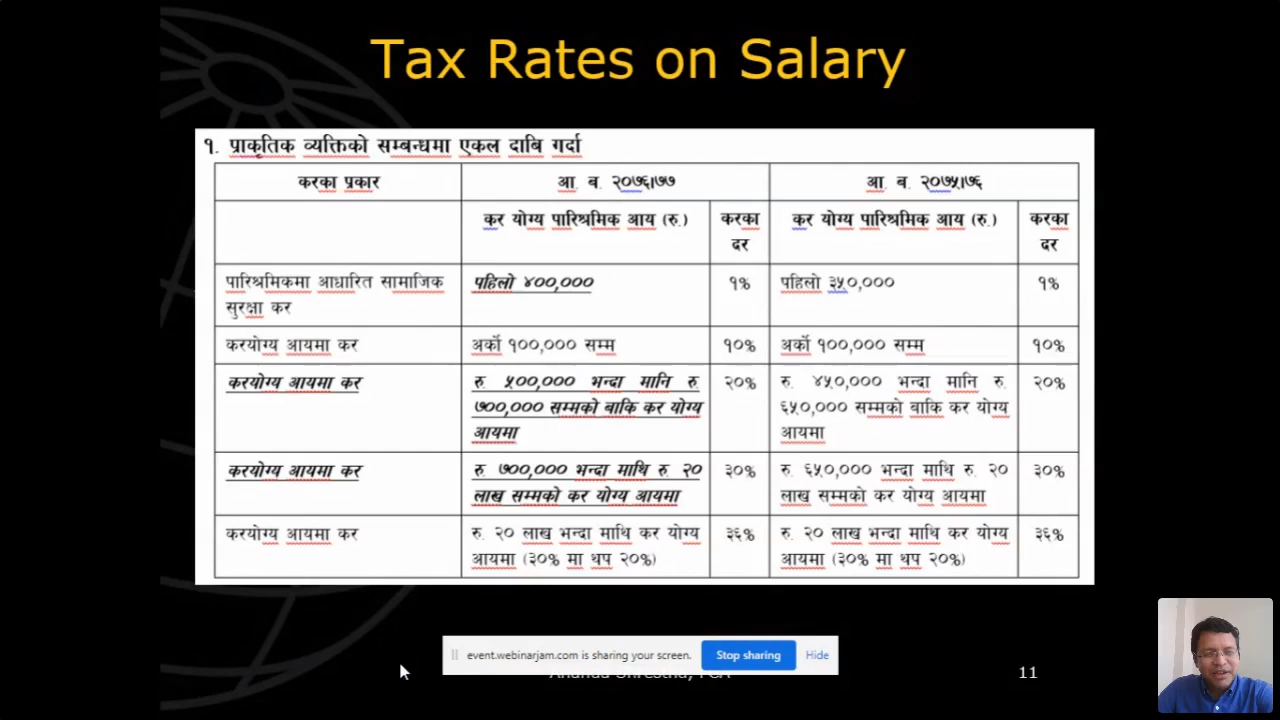 Tax Rates on Salary
१. प्राकृतिक व्यक्तिको सम्बन्धमा एकल दाबि गर्दा
करका प्रकार
आ. ब. २०७६।७७
आ. ब. २०७५।७६
कर योग्य पारिश्रमिक आय (रु.)
करका
दर
कर योग्य पारिश्रमिक आय (रु.)
करका
दर
पारिश्रमिकमा आधारित सामाजिक
सुरक्षा कर
पहिलो ४००,०००
१%
पहिलो ३५०,०००
१%
करयोग्य आयमा कर
अर्को १००,००० सम्म
१०%
अर्को १००,००० सम्म
१०%
करयोग्य आयमा कर
रु. ५००,००० भन्दा मानि रु.
७००,००० सम्मको बाकि कर योग्य
आयमा
२०%
रु. ४५०,००० भन्दा मानि रु.
६५०,००० सम्मको बाकि कर योग्य
आयमा
२०%
करयोग्य आयमा कर
रु. ७००,००० भन्दा माथि रु. २०
लाख सम्मको कर योग्य आयमा
३०%
रु. ६५०,००० भन्दा माथि रु. २०
लाख सम्मको कर योग्य आयमा
३०%
करयोग्य आयमा कर
रु. २० लाख भन्दा माथि कर योग्य
आयमा (३०% मा थप २०%)
३६%
रु. २० लाख भन्दा माथि कर योग्य
आयमा (३०% मा थप २०%)
३६%
event.webinarjam.com is sharing your screen.
Stop sharing
Hide
11